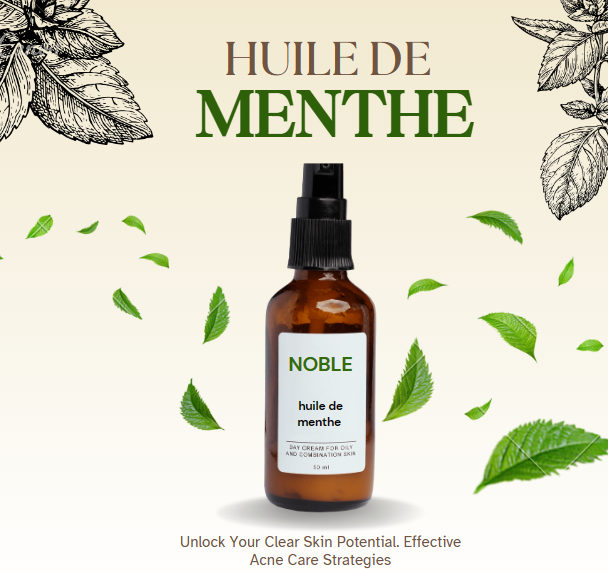 HUILE DE
MENTHE
NOBLE
huile de
menthe
DAY CREAM FOR OILY
AND COMBINATION SKIN
50 ml
Unlock Your Clear Skin Potential. Effective
Acne Care Strategies